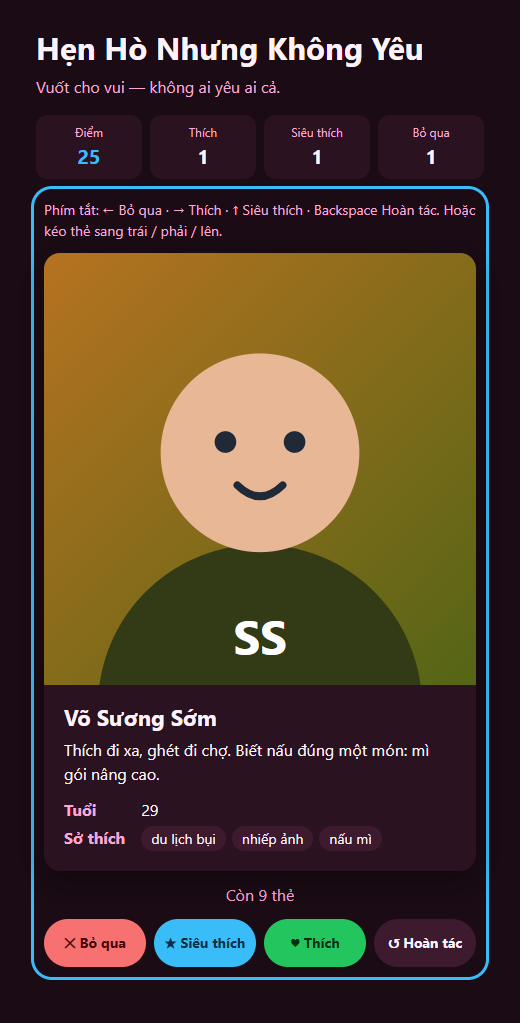 Hẹn Hò Nhưng Không Yêu
Vuốt cho vui — không ai yêu ai cả.
Điểm
25
Thích
1
Siêu thích
1
Bỏ qua
1
Phím tắt: ← Bỏ qua · → Thích · ↑ Siêu thích · Backspace Hoàn tác. Hoặc
kéo thẻ sang trái / phải / lên.
SS
Võ Sương Sớm
Thích đi xa, ghét đi chợ. Biết nấu đúng một món: mì
gói nâng cao.
Tuổi 29
Sở thích du lịch bụi nhiếp ảnh nấu mì
Còn 9 thẻ
✕ Bỏ qua ★ Siêu thích ♥ Thích ↺ Hoàn tác